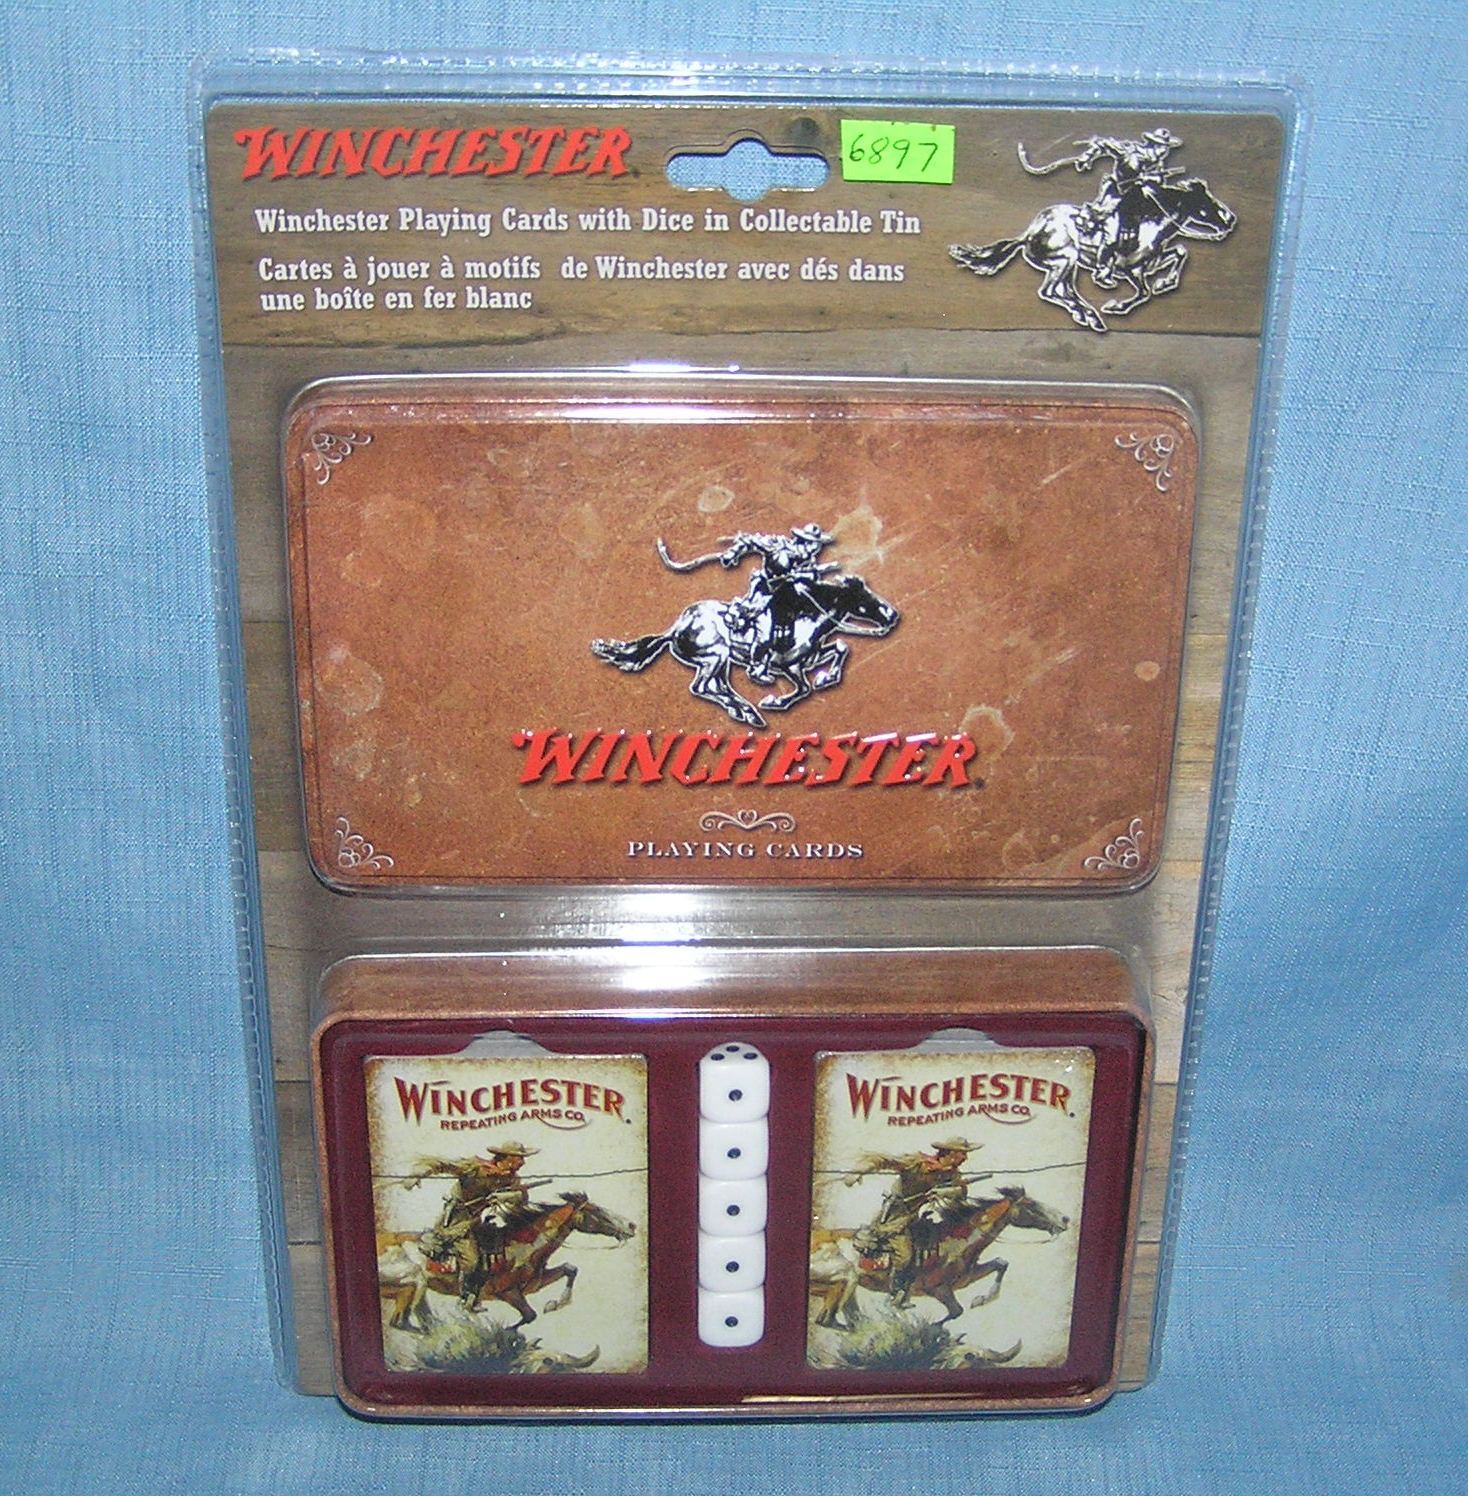 WINCHESTER
6897
Winchester Playing Cards with Dice in Collectable Tin
Cartes à jouer à motifs de Winchester avec dés dans
une boîte en fer blanc
WINCHESTER®
PLAYING CARDS
WINCHESTER®
REPEATING ARMS CO.
WINCHESTER®
REPEATING ARMS CO.